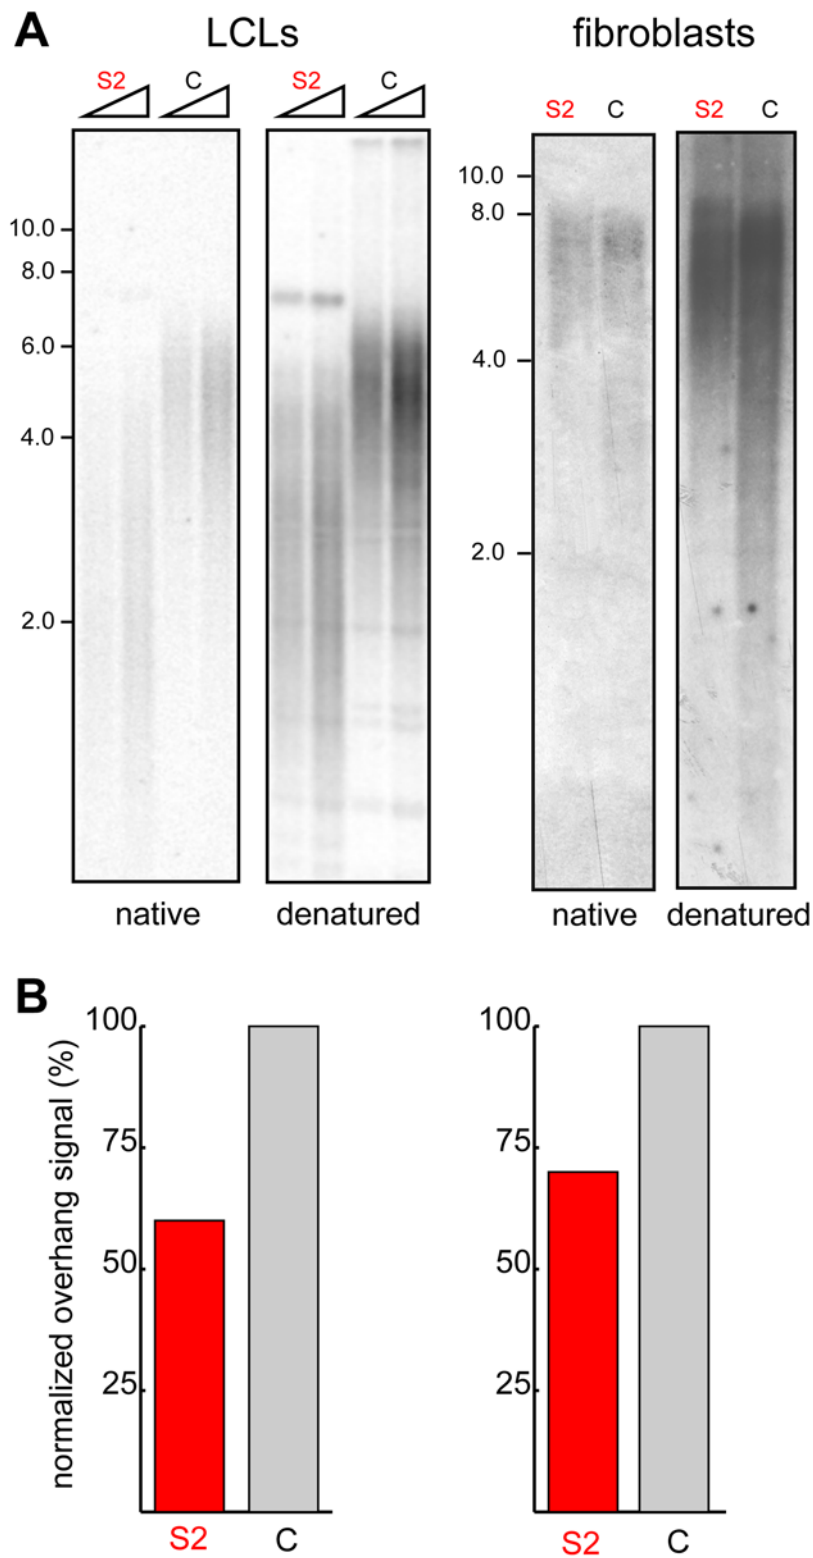 A
LCLs
fibroblasts
S2 C S2 C
S2 C S2 C
10.0
8.0
6.0
4.0
2.0
10.0
8.0
4.0
2.0
native denatured
native denatured
B
normalized overhang signal (%)
100
75
50
25
S2 C
100
75
50
25
S2 C